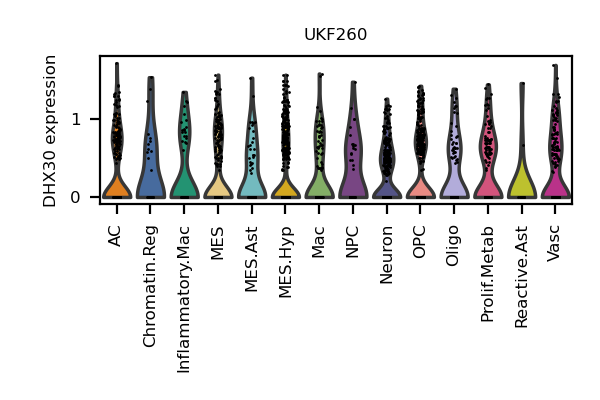 UKF260
DHX30 expression
1
0
AC
Chromatin.Reg
Inflammatory.Mac
MES
MES.Ast
MES.Hyp
Mac
NPC
Neuron
OPC
Oligo
Prolif.Metab
Reactive.Ast
Vasc